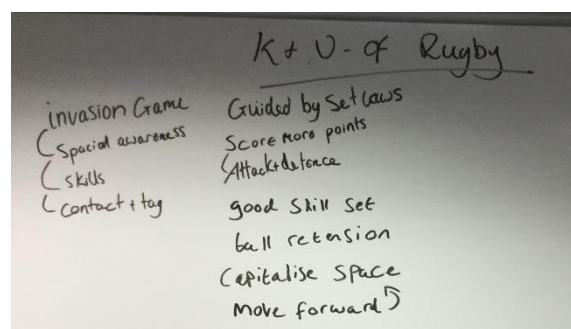 K + U - of Rugby
invasion Game
Spacial awareness
Skills
contact + tag
Guided by Set Laws
Score more points
Attack + defence
good Skill Set
ball retension
Capitalise Space
Move forward